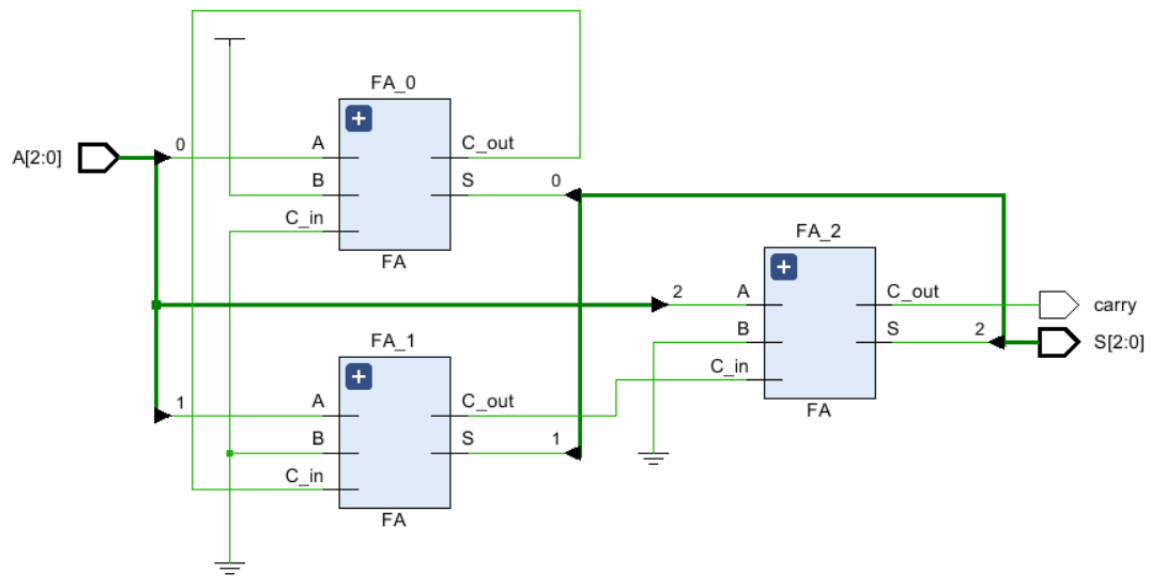 FA_0
A[2:0]
0
A
C_out
B
S
0
C_in
FA
FA_2
2
A
C_out
carry
B
S
2
S[2:0]
C_in
FA
FA_1
1
A
C_out
B
S
1
C_in
FA